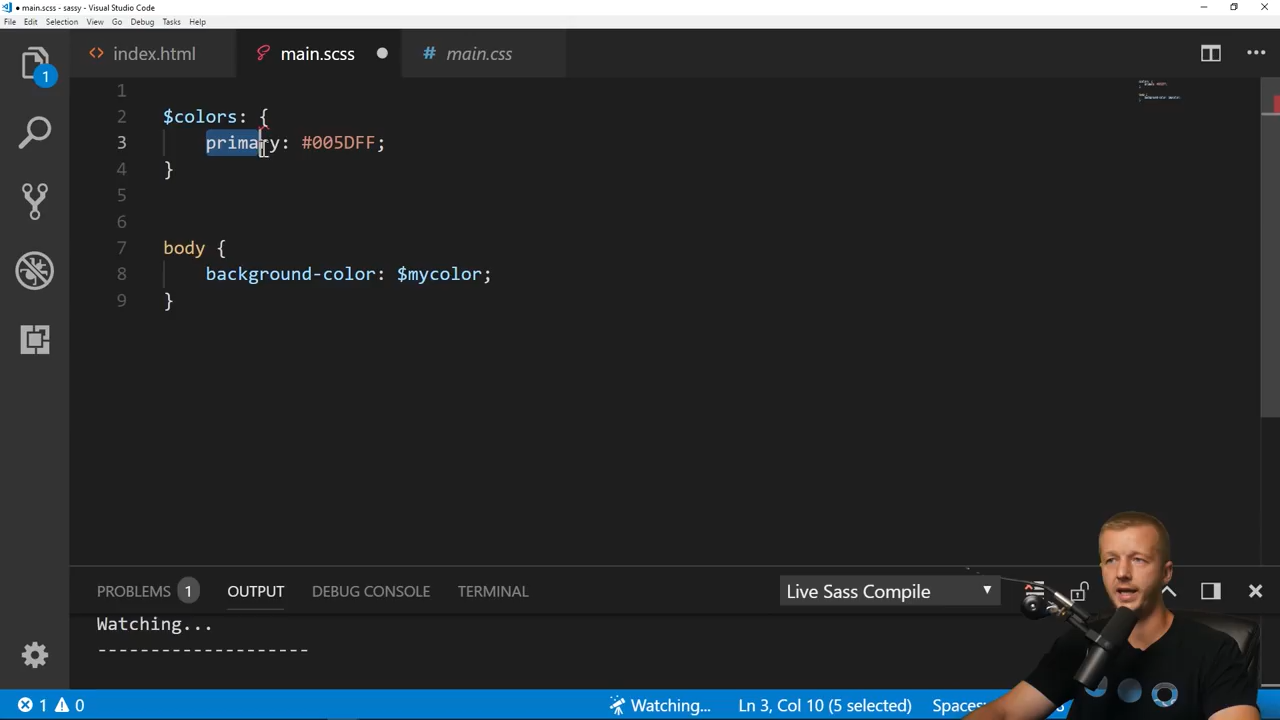 main.scss - sassy - Visual Studio Code
File Edit Selection View Go Debug Tasks Help
1
<> index.html
main.scss
# main.css
1
2 $colors: {
3 primary: #005DFF;
4 }
5
6
7 body {
8 background-color: $mycolor;
9 }
PROBLEMS 1 OUTPUT DEBUG CONSOLE TERMINAL Live Sass Compile
Watching...
--------------------
1 0 Watching... Ln 3, Col 10 (5 selected)